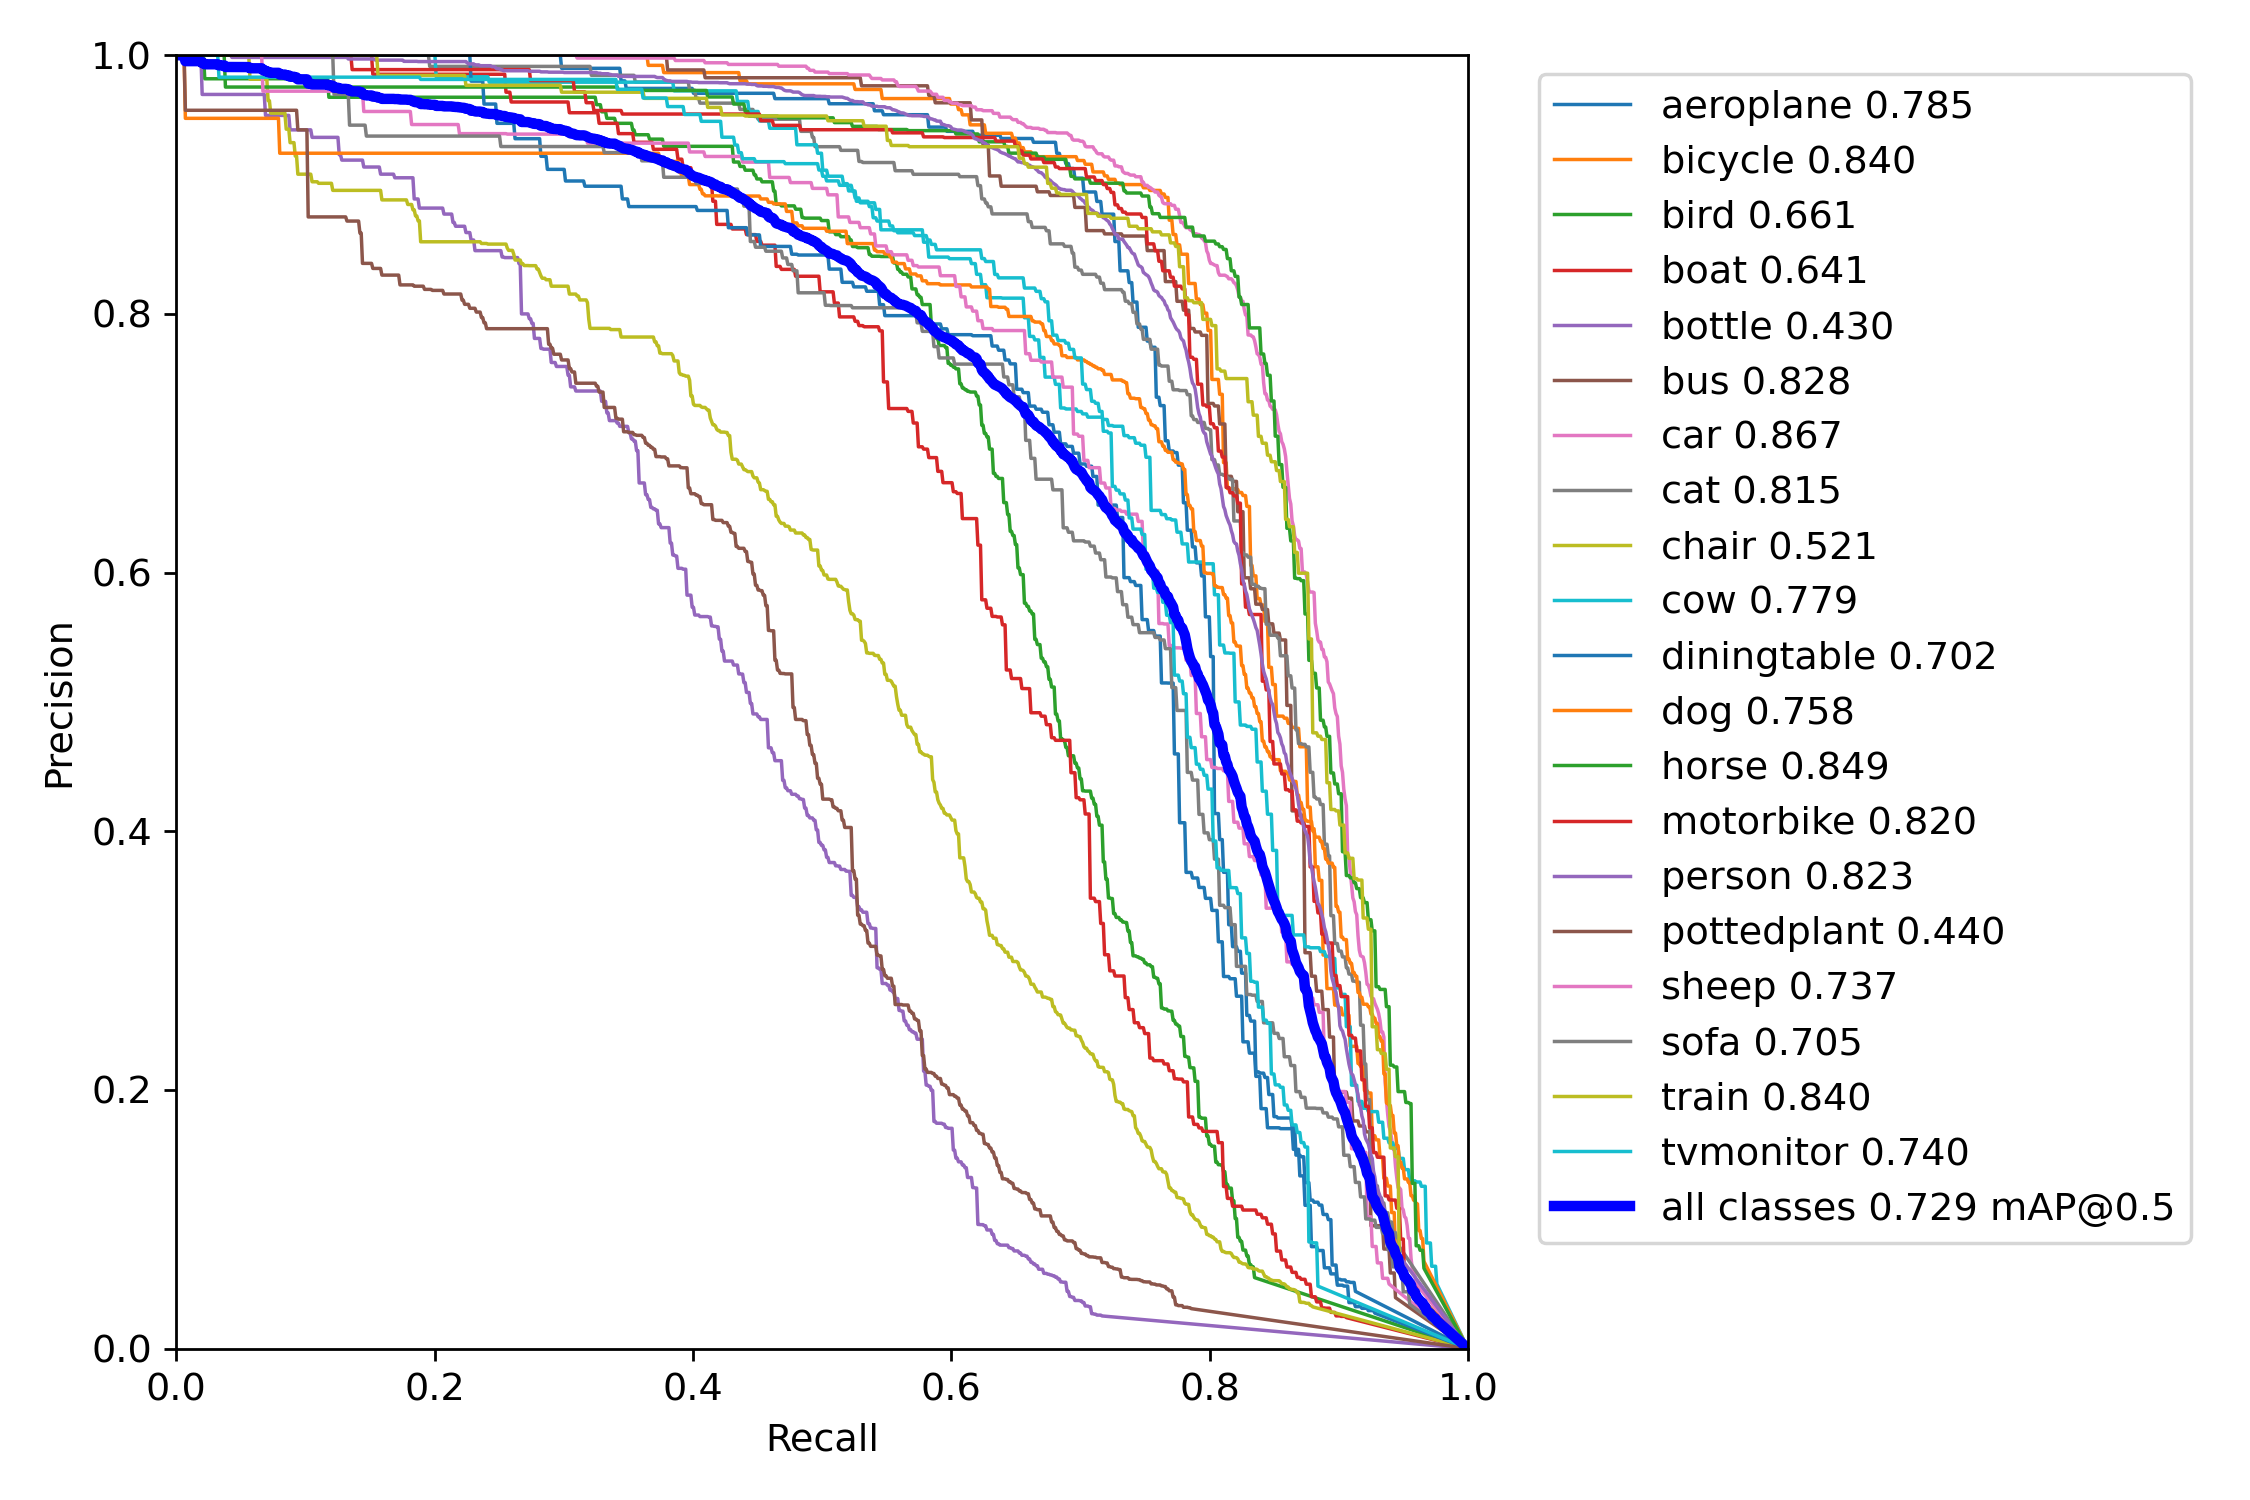 1.0
0.8
0.6
0.4
0.2
0.0
0.0 0.2 0.4 0.6 0.8 1.0
Precision
Recall
aeroplane 0.785
bicycle 0.840
bird 0.661
boat 0.641
bottle 0.430
bus 0.828
car 0.867
cat 0.815
chair 0.521
cow 0.779
diningtable 0.702
dog 0.758
horse 0.849
motorbike 0.820
person 0.823
pottedplant 0.440
sheep 0.737
sofa 0.705
train 0.840
tvmonitor 0.740
all classes 0.729 mAP@0.5